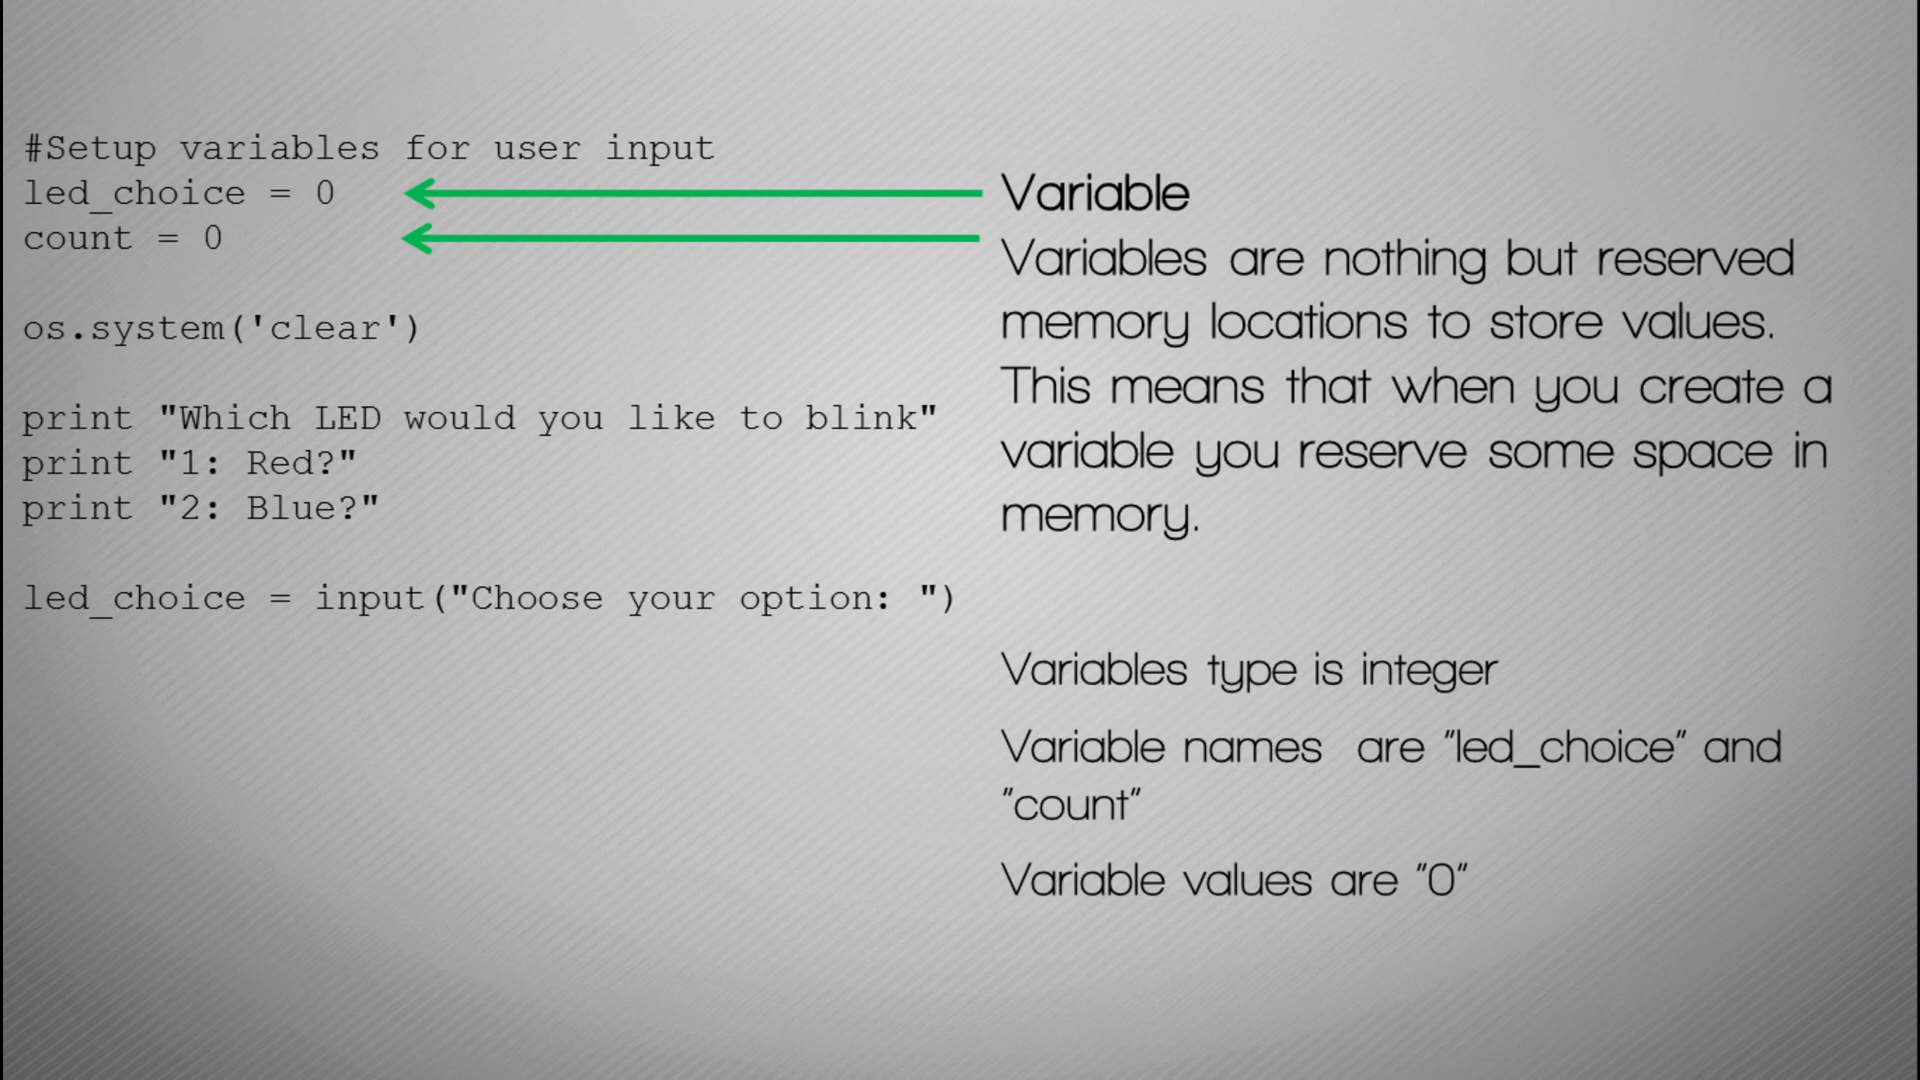 #Setup variables for user input
led_choice = 0
count = 0
os.system('clear')
print "Which LED would you like to blink"
print "1: Red?"
print "2: Blue?"
led_choice = input("Choose your option: ")
Variable
Variables are nothing but reserved
memory locations to store values.
This means that when you create a
variable you reserve some space in
memory.
Variables type is integer
Variable names  are "led_choice" and
"count"
Variable values are "0"